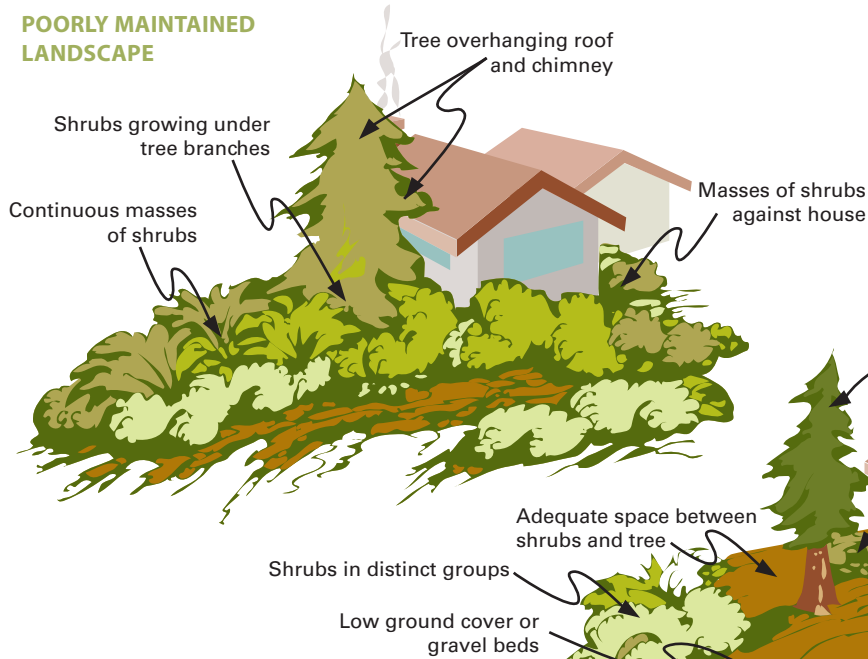 POORLY MAINTAINED
LANDSCAPE
Tree overhanging roof
and chimney
Shrubs growing under
tree branches
Continuous masses
of shrubs
Masses of shrubs
against house
Adequate space between
shrubs and tree
Shrubs in distinct groups
Low ground cover or
gravel beds